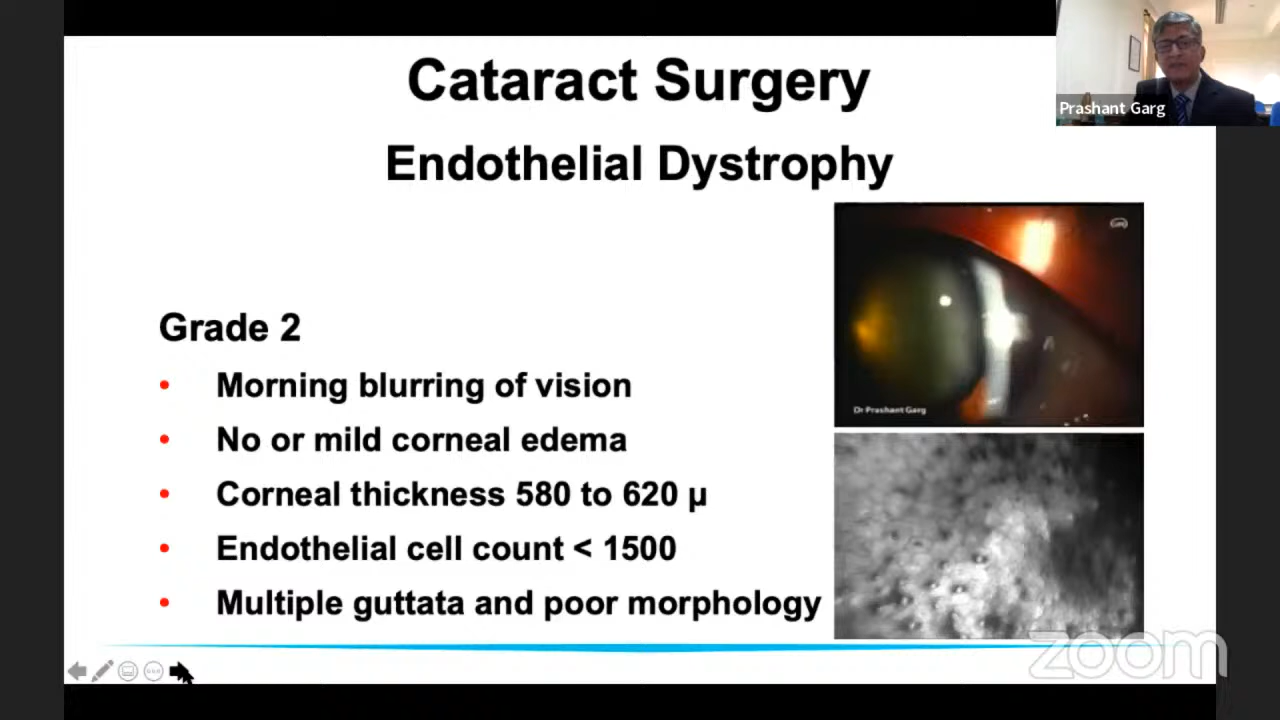 Cataract Surgery
Endothelial Dystrophy
Prashant Garg
Grade 2
• Morning blurring of vision
• No or mild corneal edema
• Corneal thickness 580 to 620 µ
• Endothelial cell count < 1500
• Multiple guttata and poor morphology
Dr Prashant Garg
zoom